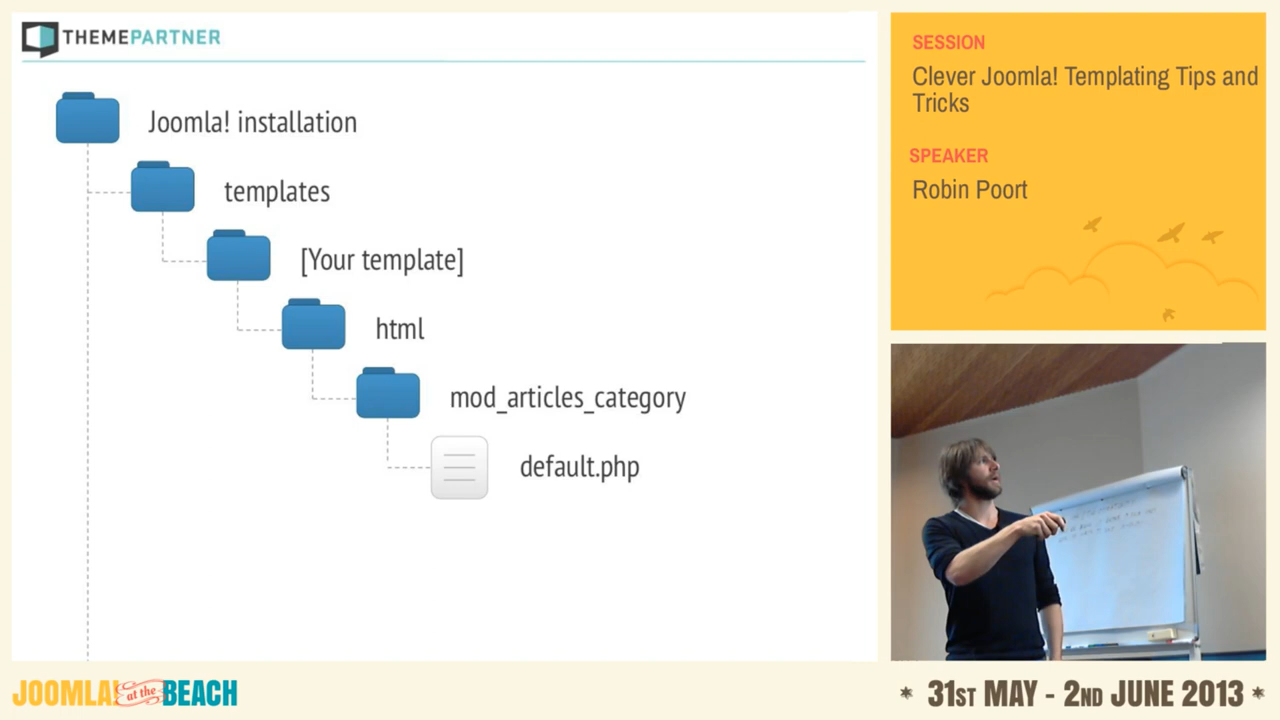 THEMEPARTNER
Joomla! installation
templates
[Your template]
html
mod_articles_category
default.php
SESSION
Clever Joomla! Templating Tips and
Tricks
SPEAKER
Robin Poort
JOOMLA! at the BEACH
* 31ST MAY - 2ND JUNE 2013 *